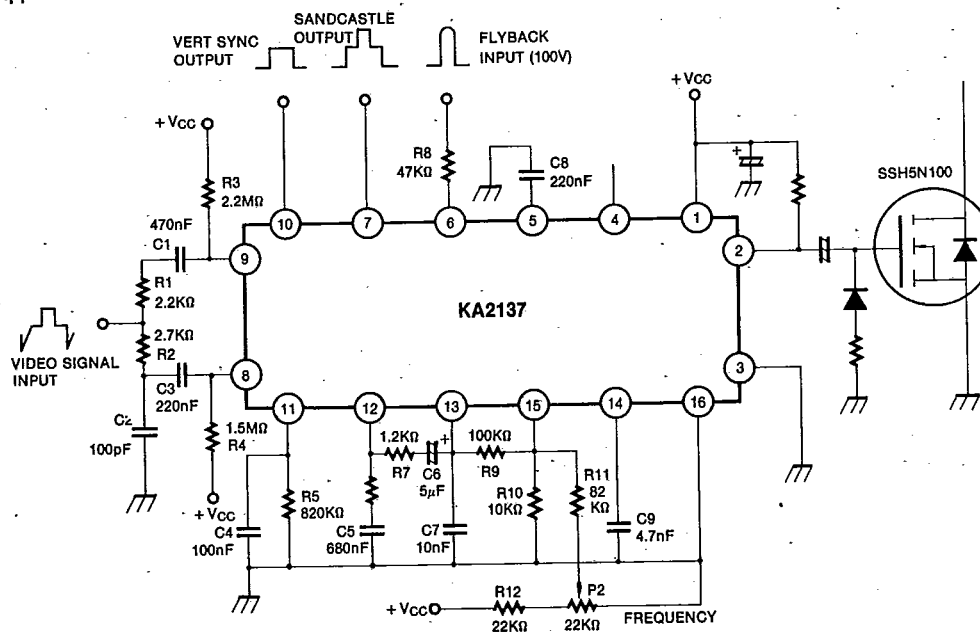 VERT SYNC
OUTPUT
SANDCASTLE
OUTPUT
FLYBACK
INPUT (100V)
+VCC
+VCC
R8
47KΩ
C8
220nF
+
SSH5N100
R3
2.2MΩ
470nF
C1
10
7
6
5
4
1
9
2
R1
2.2KΩ
KA2137
2.7KΩ
R2
VIDEO SIGNAL
INPUT
C3
220nF
8
3
C2
100pF
1.5MΩ
R4
11
12
13
15
14
16
1.2KΩ
R7
+
C6
5µF
100KΩ
R9
R11
82
KΩ
R10
10KΩ
R5
820KΩ
+VCC
C4
100nF
C5
680nF
C7
10nF
C9
4.7nF
+VCC
R12
22KΩ
P2
22KΩ
FREQUENCY